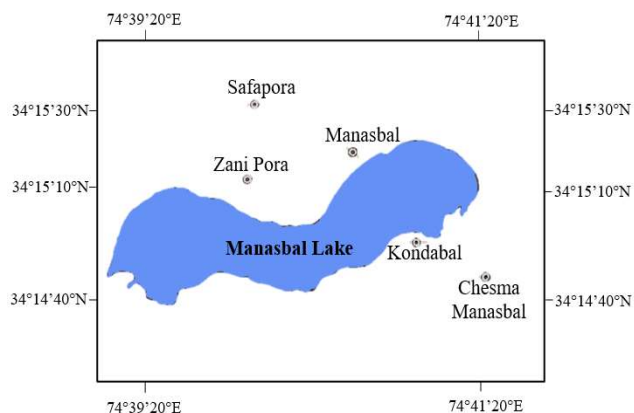 74°39'20"E 74°41'20"E
Safapora
34°15'30"N 34°15'30"N
Manasbal
Zani Pora
34°15'10"N 34°15'10"N
Manasbal Lake
Kondabal
Chesma
Manasbal
34°14'40"N 34°14'40"N
74°39'20"E 74°41'20"E